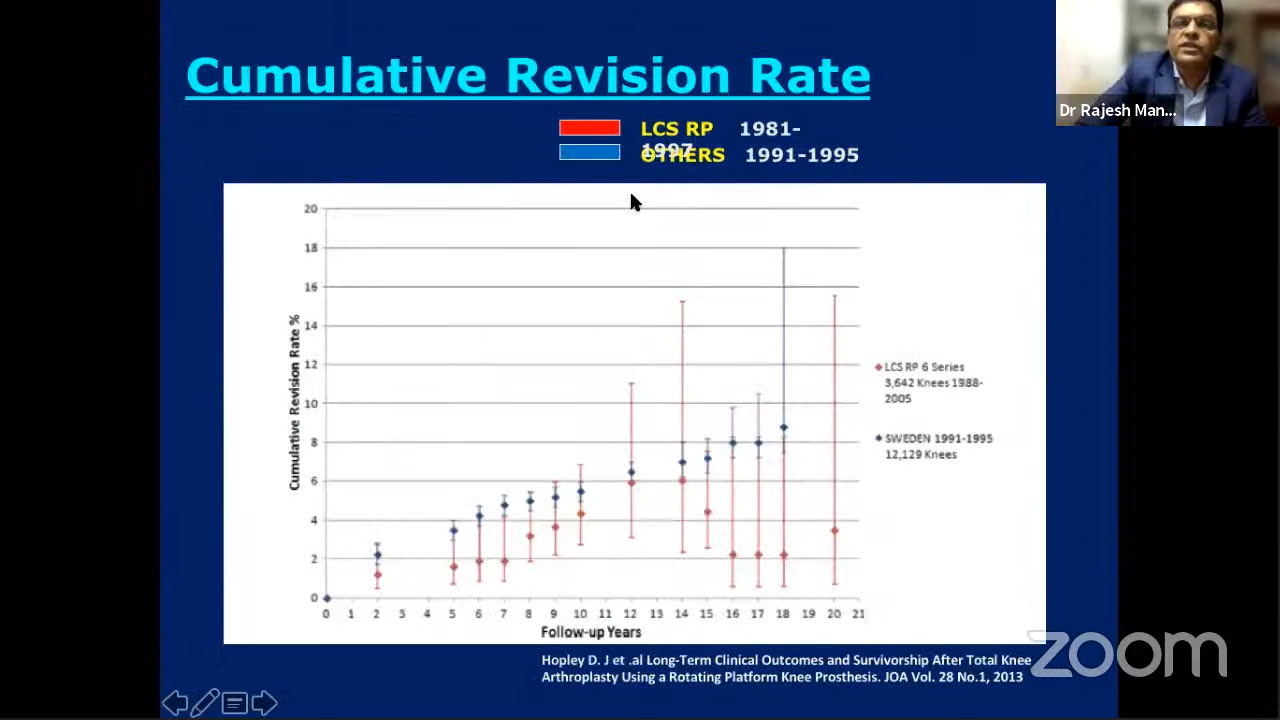 Cumulative Revision Rate
Dr Rajesh Man...
LCS RP 1981-
1997
OTHERS 1991-1995
20
18
16
14
12
10
8
6
4
2
0
Cumulative Revision Rate %
0 1 2 3 4 5 6 7 8 9 10 11 12 13 14 15 16 17 18 19 20 21
Follow-up Years
LCS RP 6 Series
3,642 Knees 1988-
2005
SWEDEN 1991-1995
12,129 Knees
Hopley D. J et .al Long-Term Clinical Outcomes and Survivorship After Total Knee
Arthroplasty Using a Rotating Platform Knee Prosthesis. JOA Vol. 28 No.1, 2013
zoom